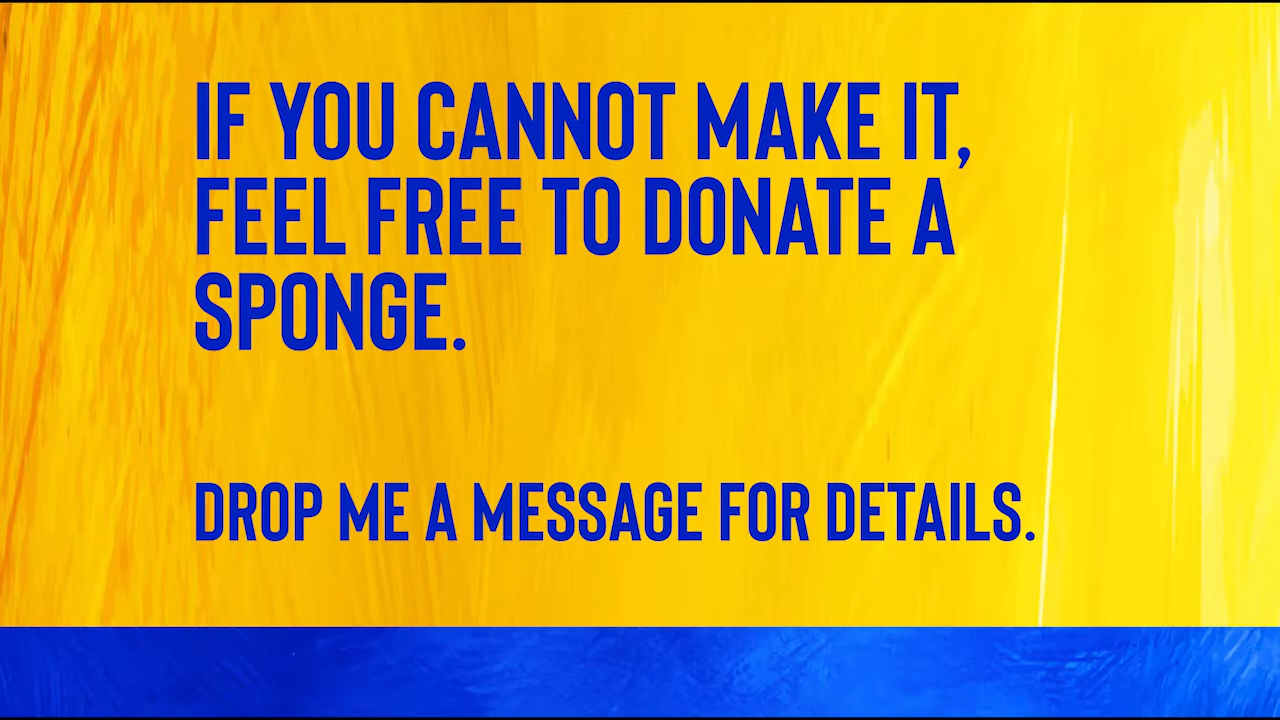 IF YOU CANNOT MAKE IT,
FEEL FREE TO DONATE A
SPONGE.
DROP ME A MESSAGE FOR DETAILS.